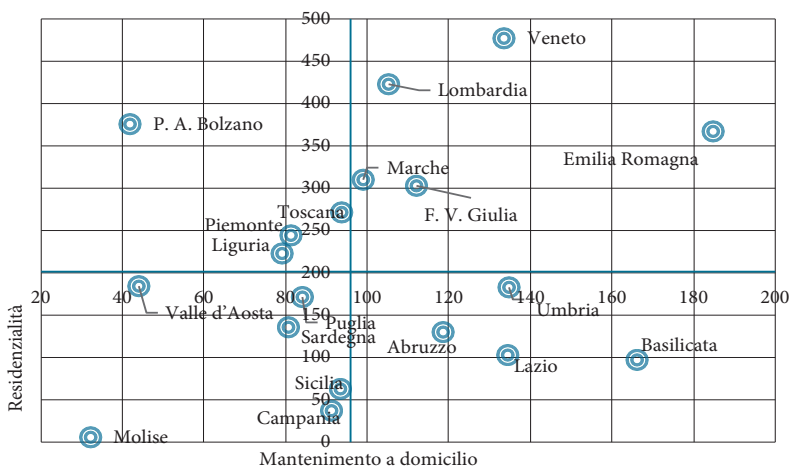 500
Veneto
450
Lombardia
400
P. A. Bolzano
350
Emilia Romagna
Marche
300
F. V. Giulia
Toscana
Piemonte
250
Liguria
200
20 40 60 80 100 120 140 160 180 200
Valle d'Aosta
150
Puglia
Umbria
Sardegna
Abruzzo
Basilicata
100
Lazio
Sicilia
50
Campania
Molise
0
Residenzialità
Mantenimento a domicilio